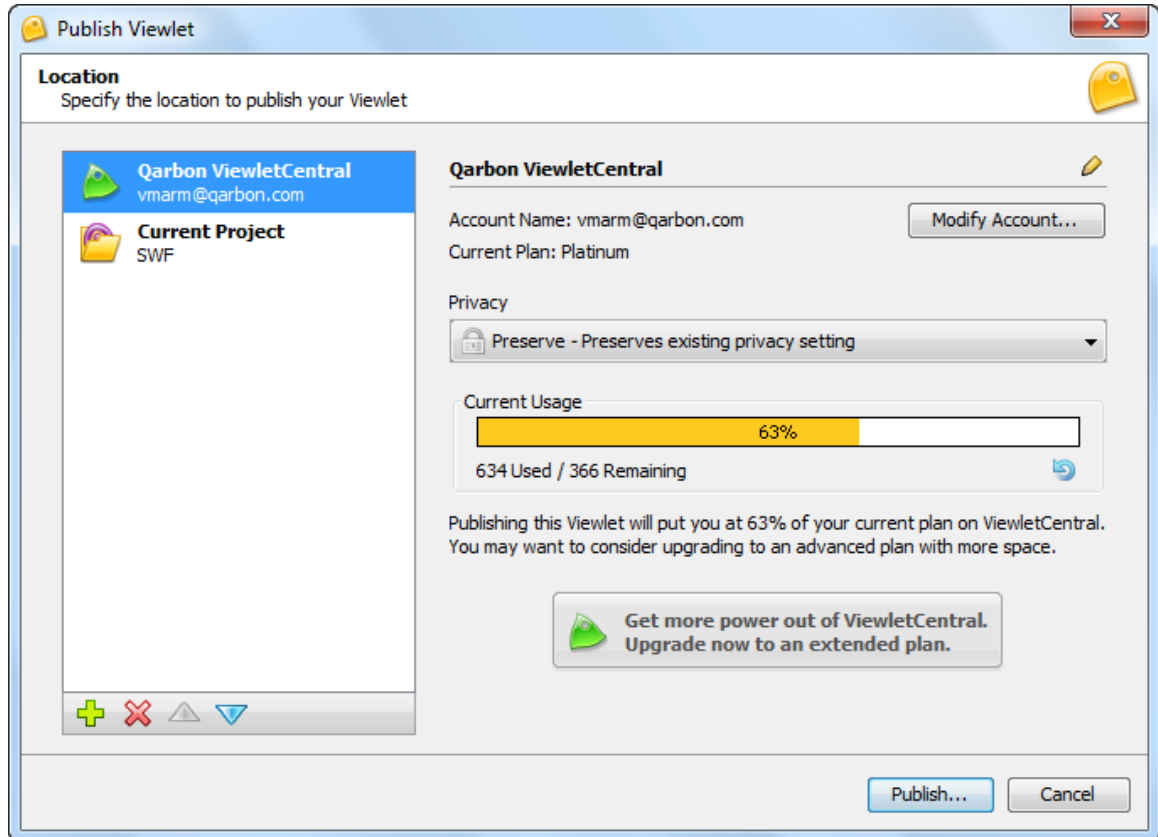 Publish Viewlet
Location
Specify the location to publish your Viewlet
Qarbon ViewletCentral
vmarm@qarbon.com
Current Project
SWF
Qarbon ViewletCentral
Account Name: vmarm@qarbon.com
Modify Account...
Current Plan: Platinum
Privacy
Preserve - Preserves existing privacy setting
Current Usage
63%
634 Used / 366 Remaining
Publishing this Viewlet will put you at 63% of your current plan on ViewletCentral.
You may want to consider upgrading to an advanced plan with more space.
Get more power out of ViewletCentral.
Upgrade now to an extended plan.
Publish...
Cancel